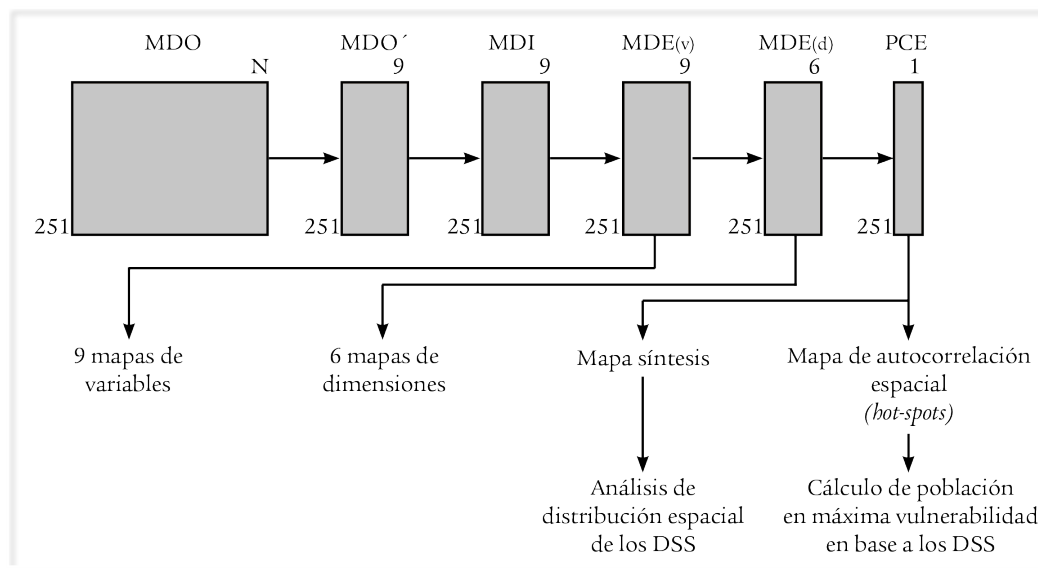 MDO MDO´ MDI MDE(v) MDE(d) PCE
N 9 9 9 6 1
251 251 251 251 251 251
9 mapas de
variables
6 mapas de
dimensiones
Mapa síntesis
Mapa de autocorrelación
espacial
(hot-spots)
Análisis de
distribución espacial
de los DSS
Cálculo de población
en máxima vulnerabilidad
en base a los DSS